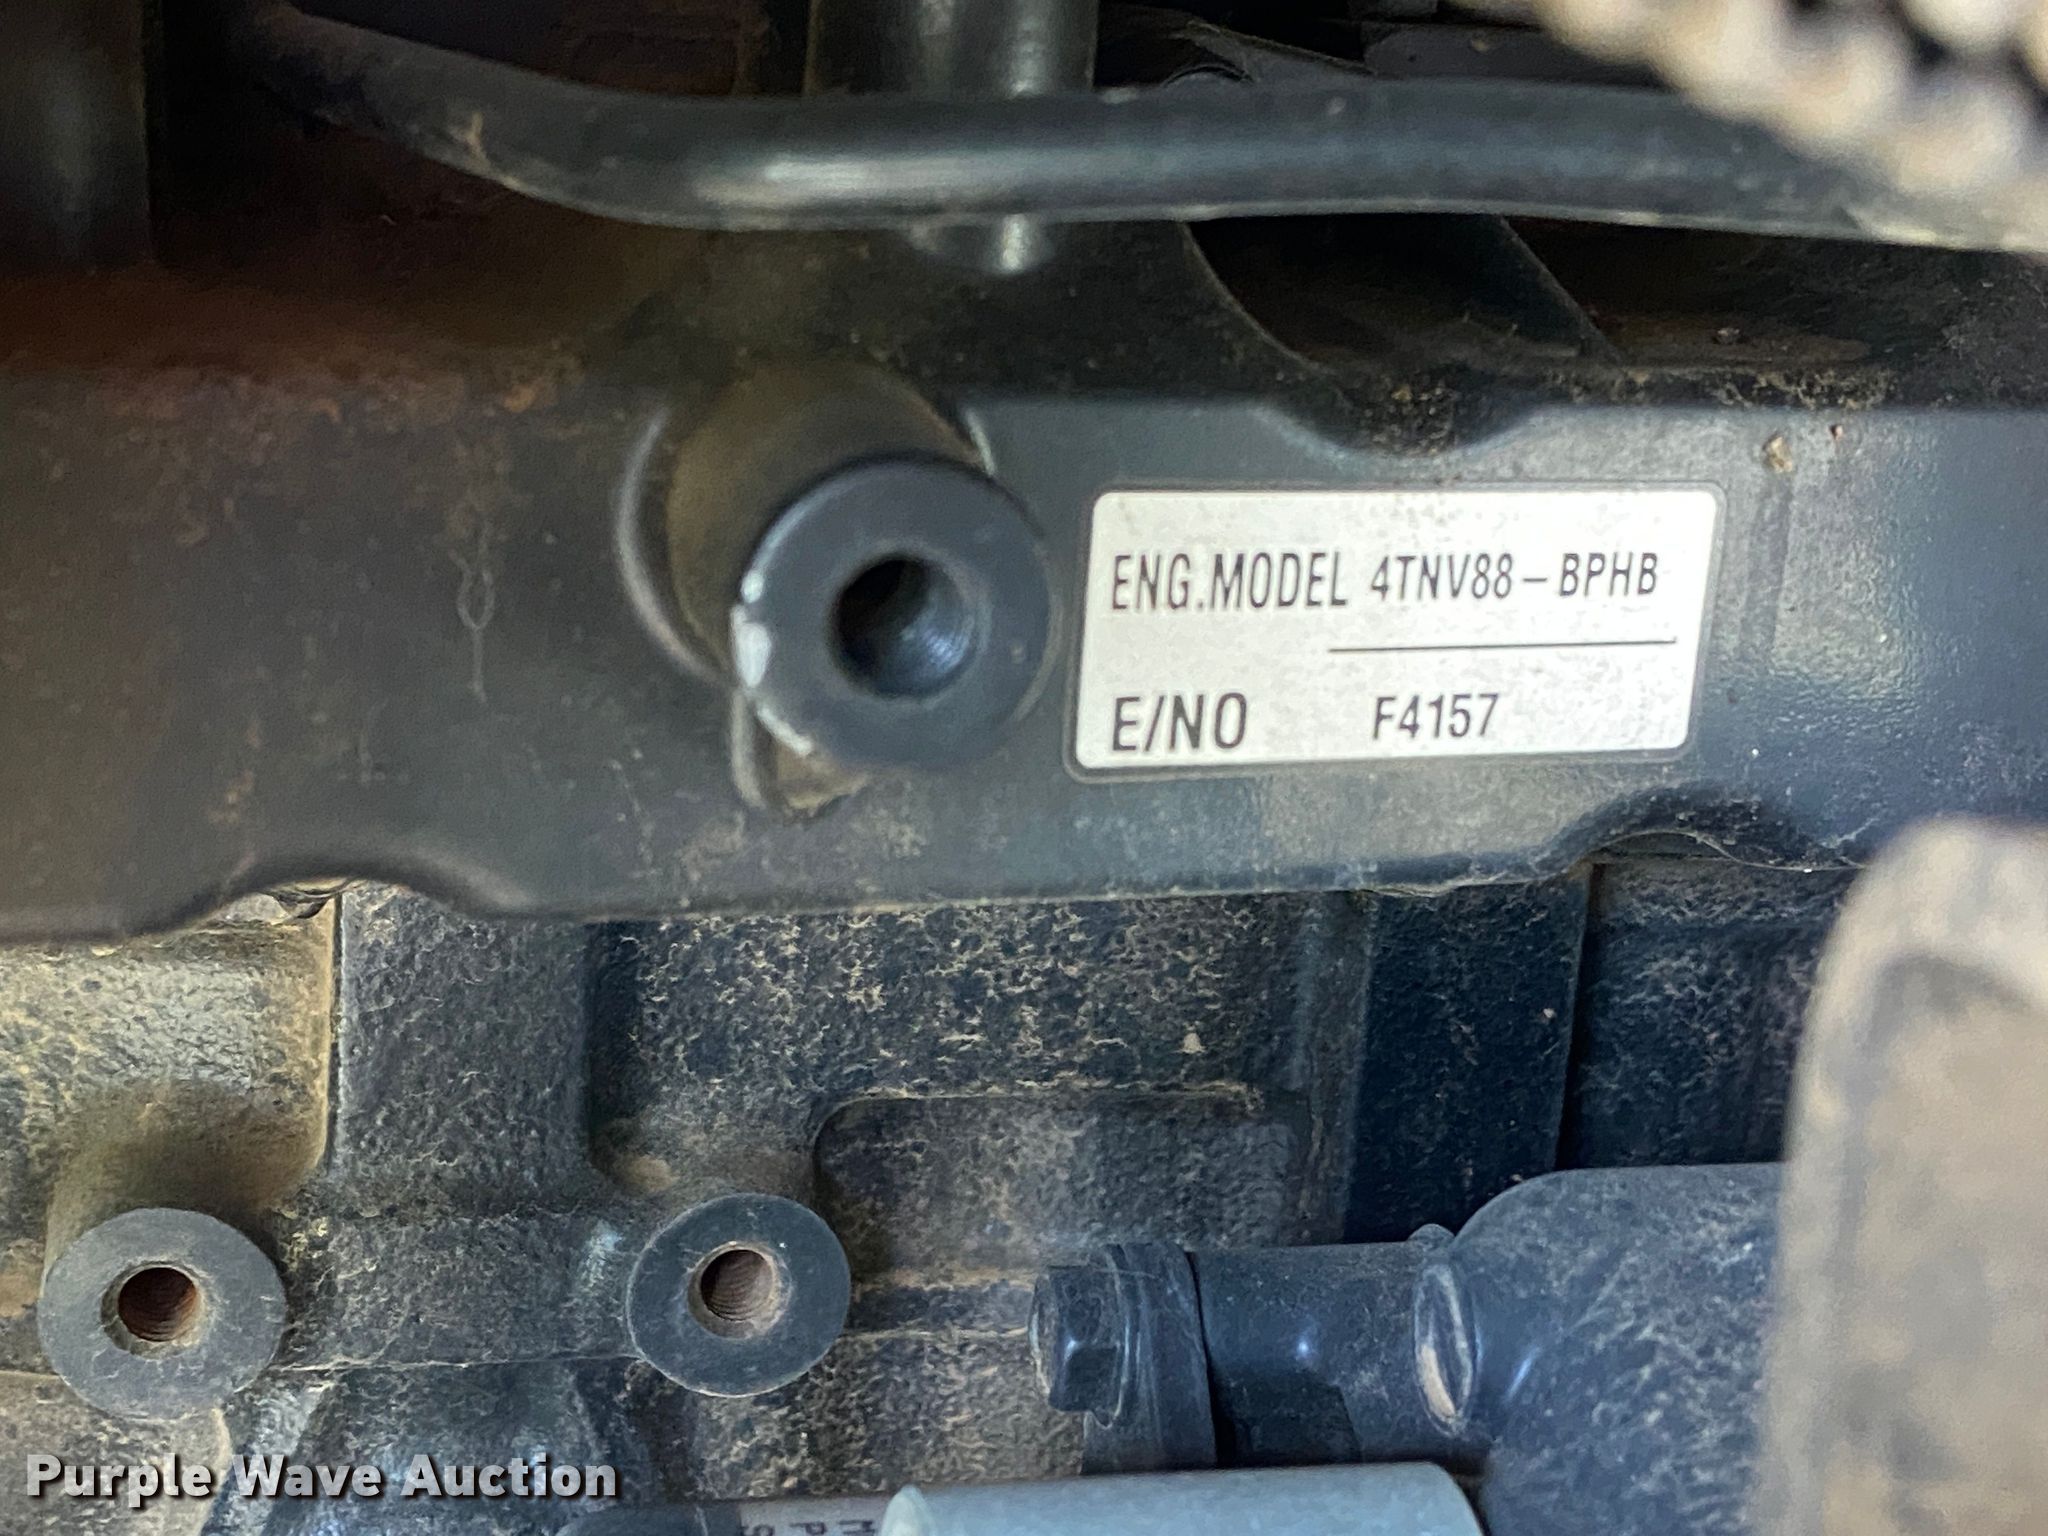 ENG.MODEL 4TNV88-BPHB
E/NO F4157
Purple Wave Auction